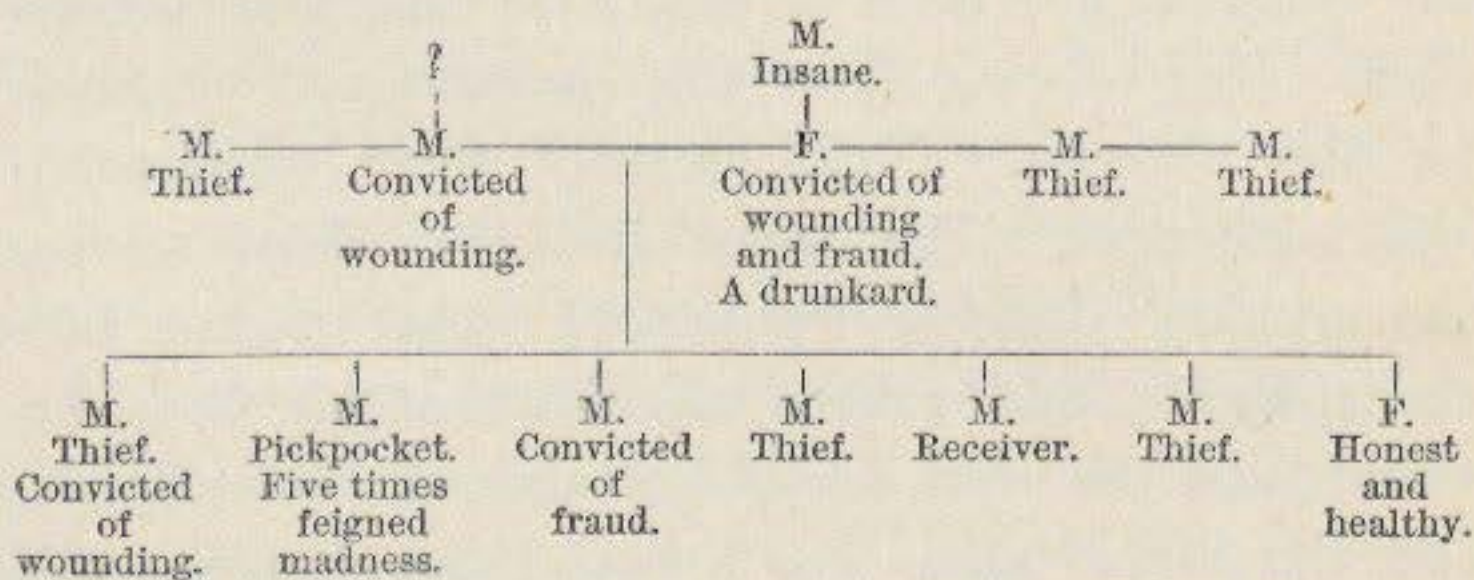 ?
M.
Insane.
M. M. F. M. M.
Thief. Convicted Convicted of Thief. Thief.
of wounding
wounding. and fraud.
A drunkard.
M. M. M. M. M. M. F.
Thief. Pickpocket. Convicted Thief. Receiver. Thief. Honest
Convicted Five times of and
of feigned fraud. healthy.
wounding. madness.